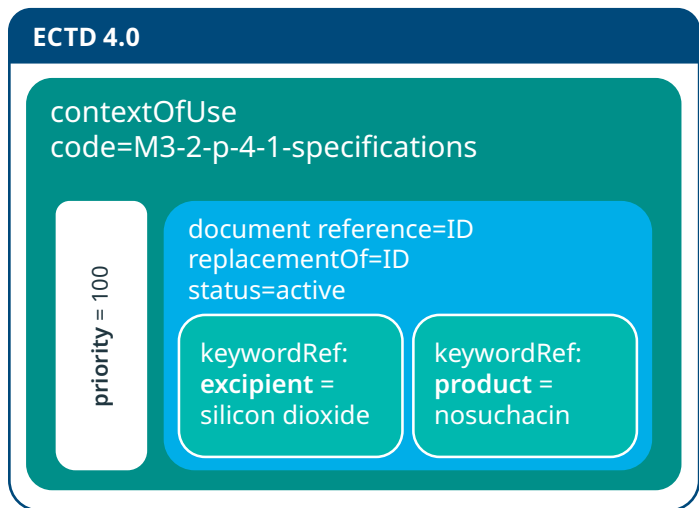 ECTD 4.0
contextOfUse
code=M3-2-p-4-1-specifications
priority = 100
document reference=ID
replacementOf=ID
status=active
keywordRef:
excipient =
silicon dioxide
keywordRef:
product =
nosuchacin